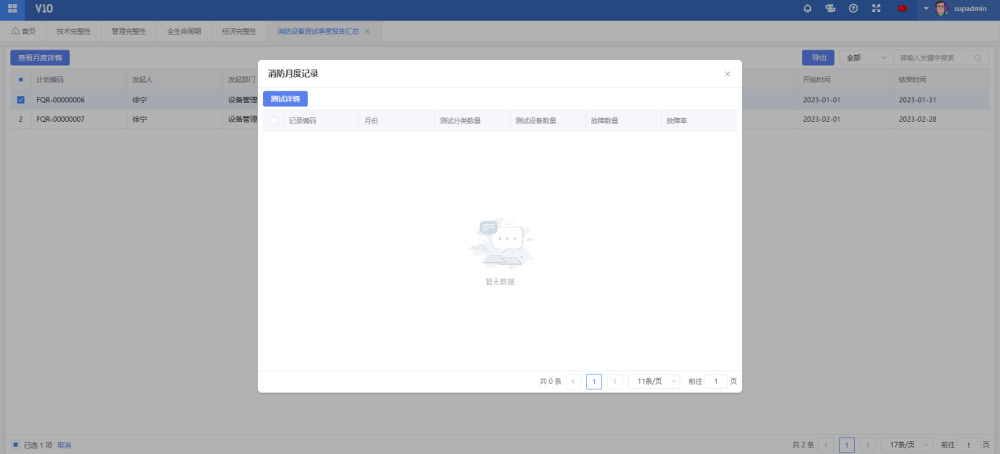 V10
supadmin
首页 技术完整性 管理完整性 全生命周期 经济完整性 消防设备测试季度报告汇总
查看月度详情 导出 全部 请输入关键字搜索
计划编码 发起人 发起部门 开始时间 结束时间
FQR-00000006 徐宁 设备管理 2023-01-01 2023-01-31
2 FQR-00000007 徐宁 设备管理 2023-02-01 2023-02-28
消防月度记录
测试详情
记录编码 月份 测试分类数量 测试设备数量 故障数量 故障率
暂无数据
共 0 条 1 11条/页 前往 1 页
已选 1 项 取消 共 2 条 1 17条/页 前往 1 页